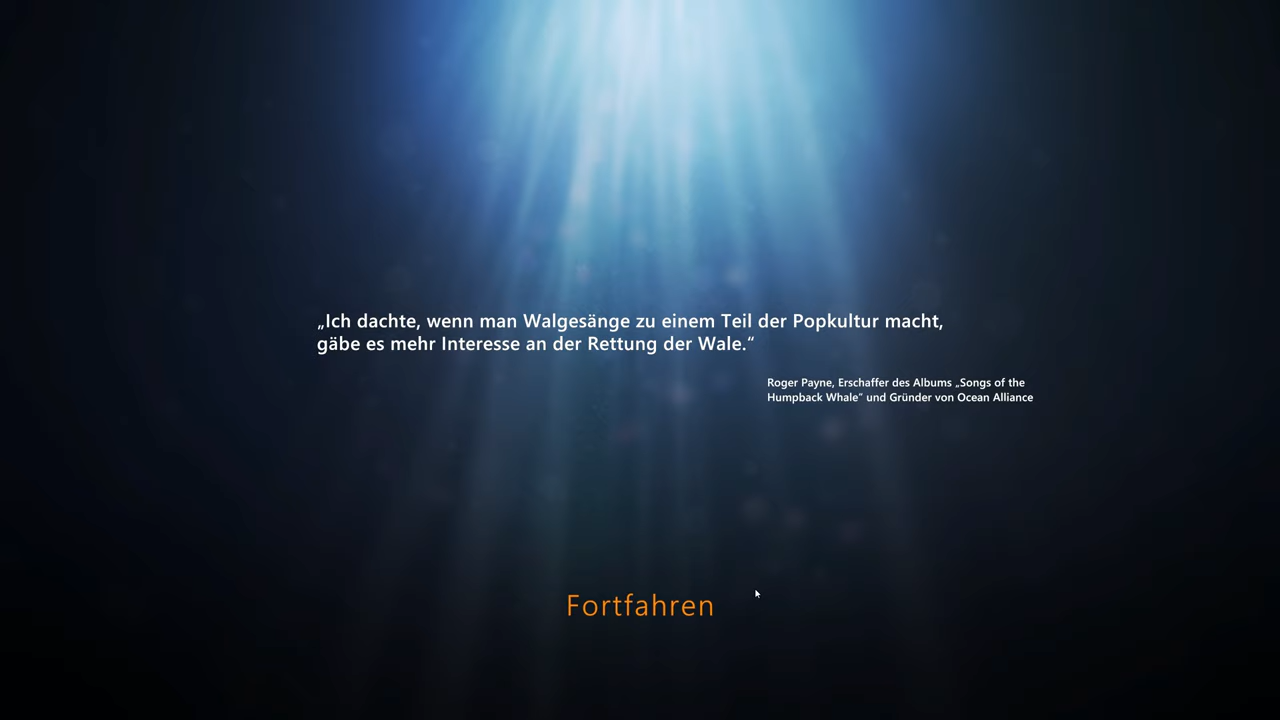 „Ich dachte, wenn man Walgesänge zu einem Teil der Popkultur macht,
gäbe es mehr Interesse an der Rettung der Wale.“
Roger Payne, Erschaffer des Albums „Songs of the
Humpback Whale“ und Gründer von Ocean Alliance
Fortfahren